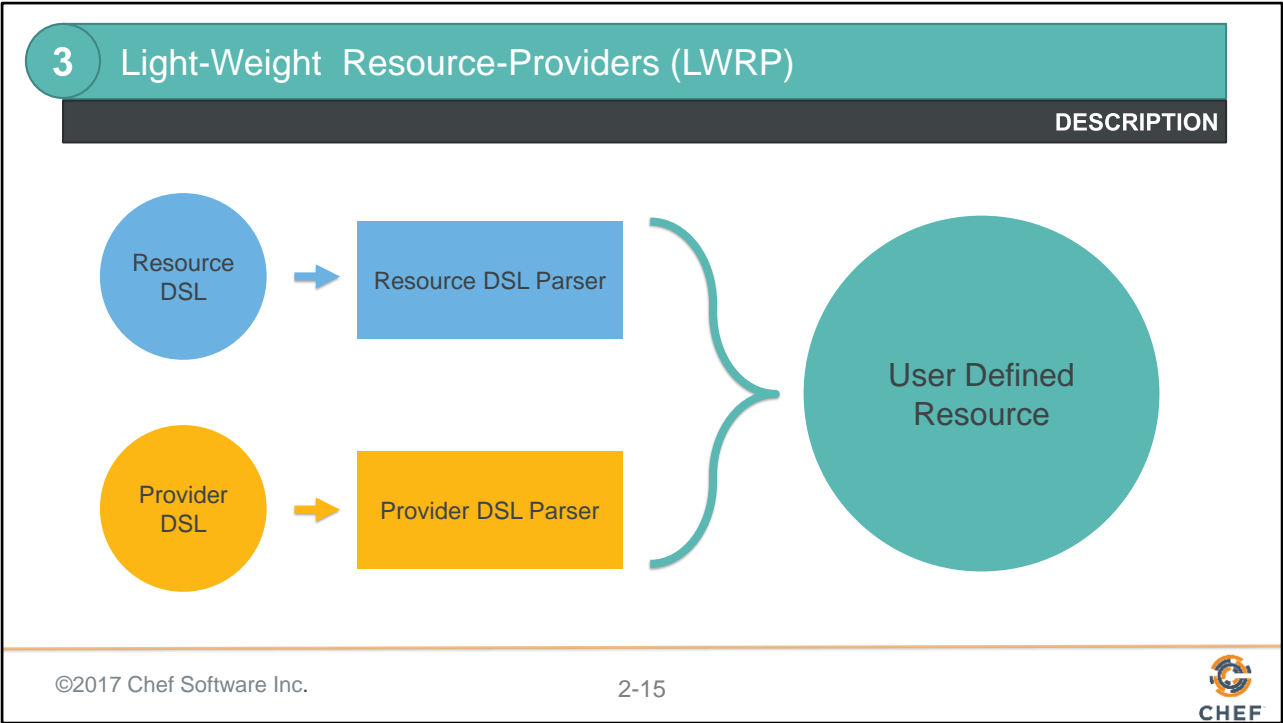 3
Light-Weight  Resource-Providers (LWRP)
DESCRIPTION
Resource
DSL
Resource DSL Parser
Provider
DSL
Provider DSL Parser
User Defined
Resource
©2017 Chef Software Inc.
2-15
CHEF